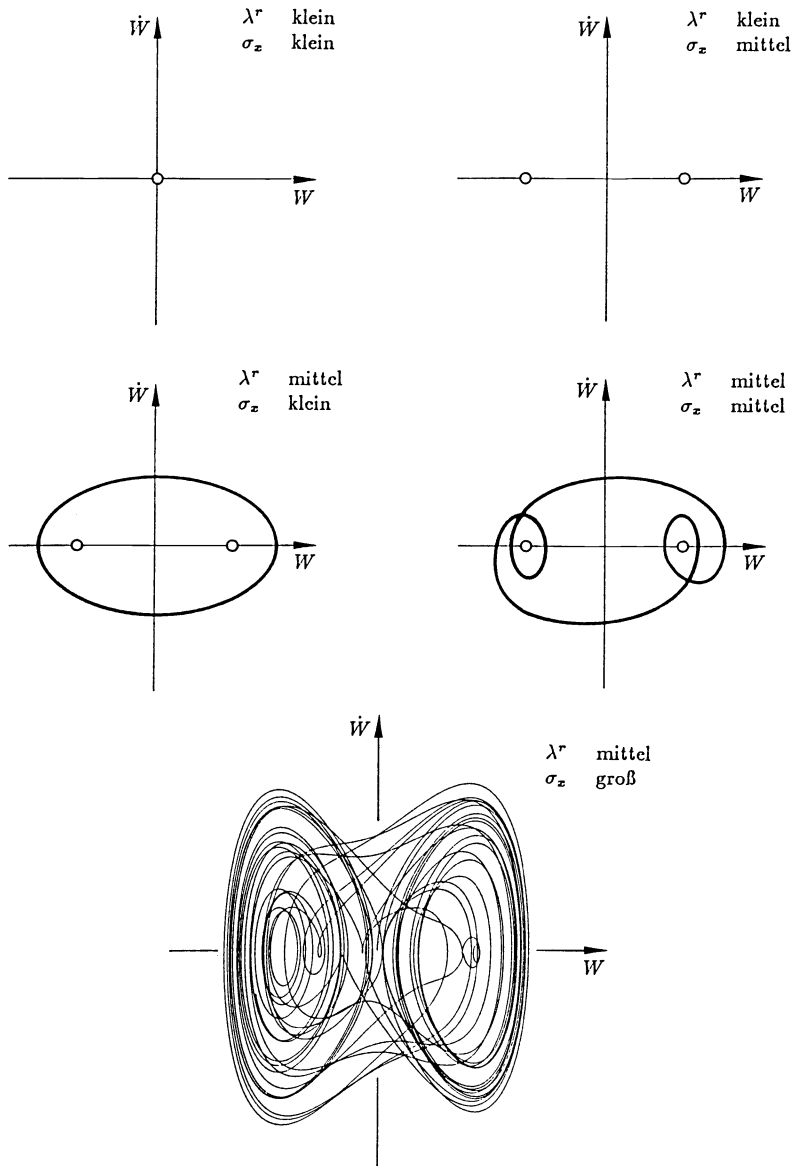 Ẇ
λʳ klein
σₓ klein
W
Ẇ
λʳ klein
σₓ mittel
W
Ẇ
λʳ mittel
σₓ klein
W
Ẇ
λʳ mittel
σₓ mittel
W
Ẇ
λʳ mittel
σₓ groß
W